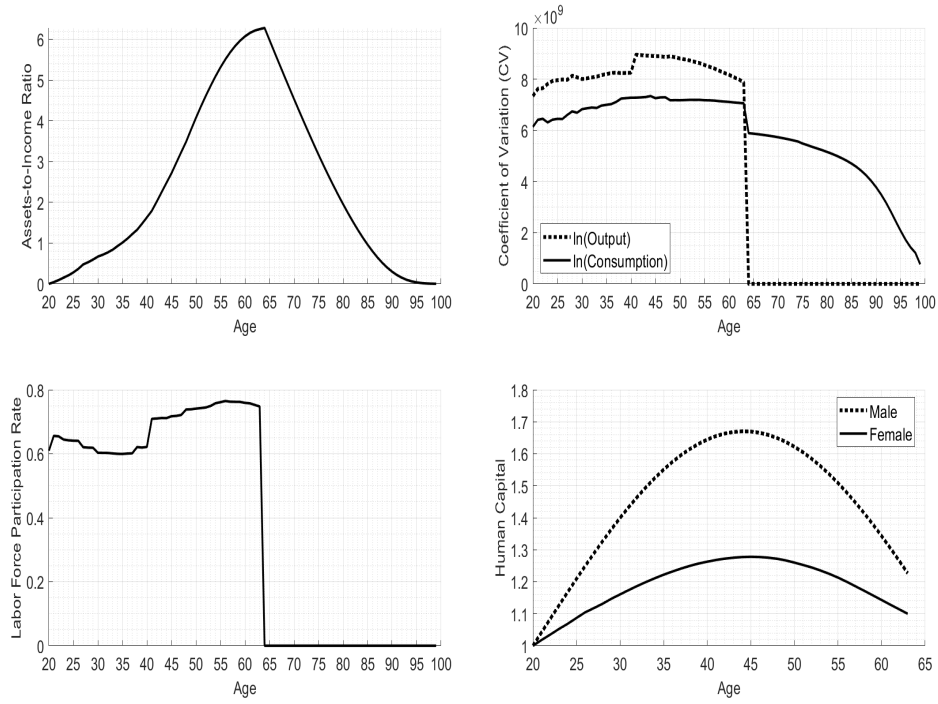 Assets-to-Income Ratio
6
5
4
3
2
1
0
20 25 30 35 40 45 50 55 60 65 70 75 80 85 90 95 100
Age
×10⁹
Coefficient of Variation (CV)
10
8
6
4
2
0
ln(Output)
ln(Consumption)
20 25 30 35 40 45 50 55 60 65 70 75 80 85 90 95 100
Age
Labor Force Participation Rate
0.8
0.6
0.4
0.2
0
20 25 30 35 40 45 50 55 60 65 70 75 80 85 90 95 100
Age
Human Capital
1.8
1.7
1.6
1.5
1.4
1.3
1.2
1.1
1
Male
Female
20 25 30 35 40 45 50 55 60 65
Age